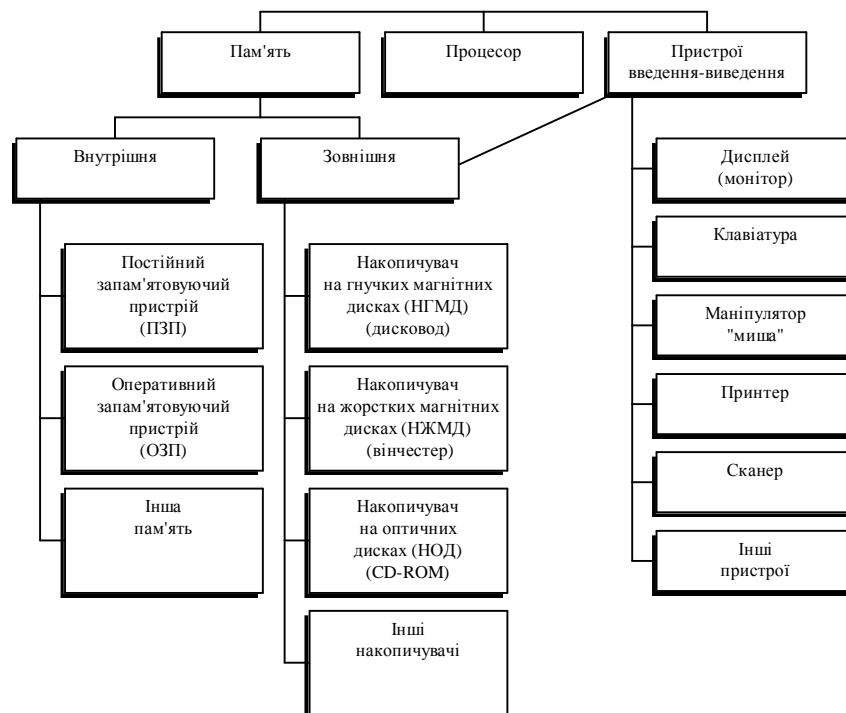 Пам'ять
Процесор
Пристрої
введення-виведення
Внутрішня
Зовнішня
Постійний
запам'ятовуючий
пристрій
(ПЗП)
Оперативний
запам'ятовуючий
пристрій
(ОЗП)
Інша
пам'ять
Накопичувач
на гнучких магнітних
дисках (НГМД)
(дисковод)
Накопичувач
на жорстких магнітних
дисках (НЖМД)
(вінчестер)
Накопичувач
на оптичних
дисках (НОД)
(CD-ROM)
Інші
накопичувачі
Дисплей
(монітор)
Клавіатура
Маніпулятор
"миша"
Принтер
Сканер
Інші
пристрої